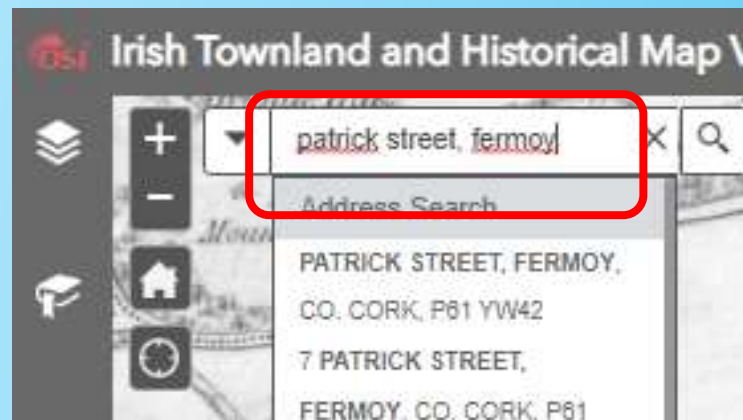 OSi Irish Townland and Historical Map V
patrick street, fermoy
Address Search
PATRICK STREET, FERMOY,
CO. CORK, P61 YW42
7 PATRICK STREET,
FERMOY, CO. CORK, P61